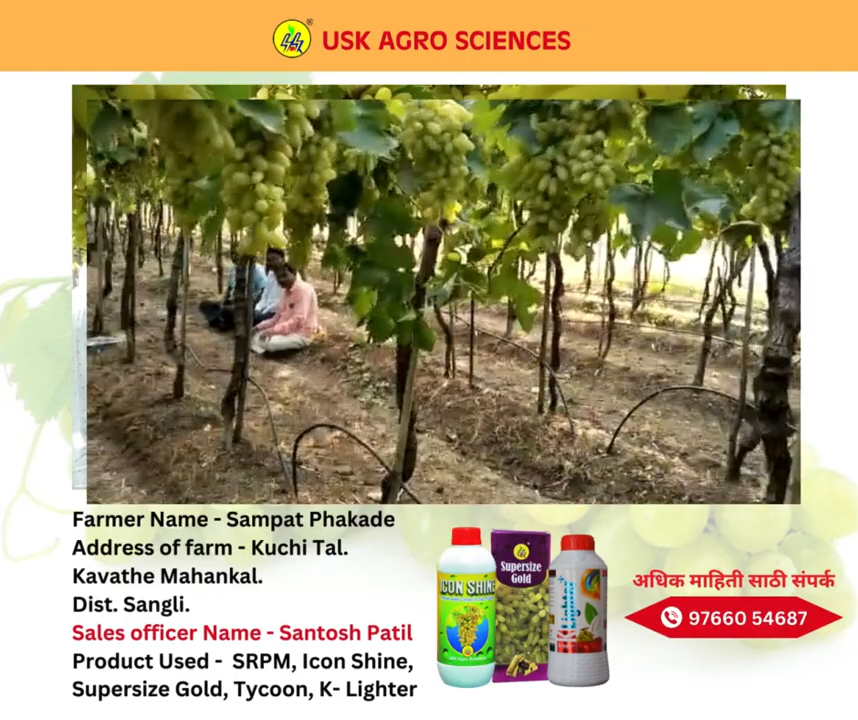 USK AGRO SCIENCES
Farmer Name - Sampat Phakade
Address of farm - Kuchi Tal.
Kavathe Mahankal.
Dist. Sangli.
Sales officer Name - Santosh Patil
Product Used - SRPM, Icon Shine,
Supersize Gold, Tycoon, K- Lighter
ICON SHINE
Supersize
Gold
K Lighter+
अधिक माहिती साठी संपर्क
97660 54687